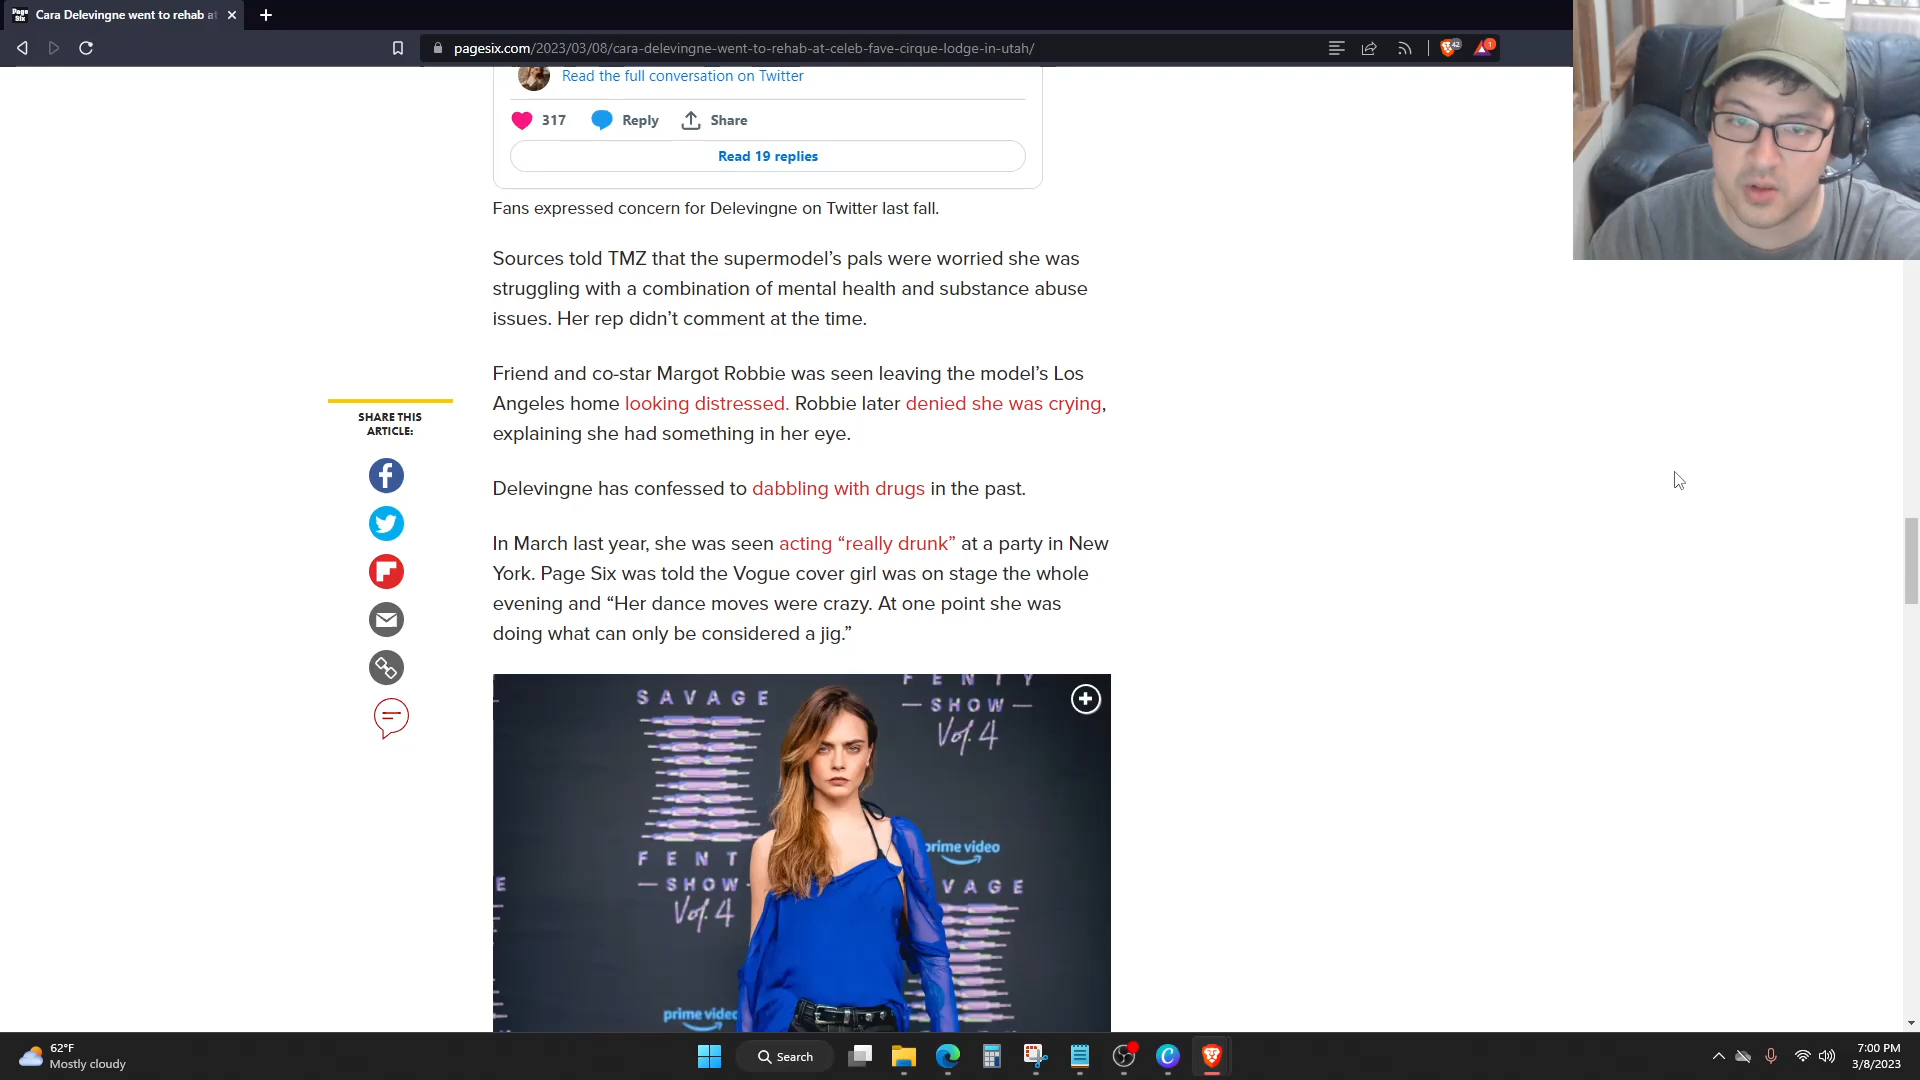 Page Six
Cara Delevingne went to rehab at
pagesix.com/2023/03/08/cara-delevingne-went-to-rehab-at-celeb-fave-cirque-lodge-in-utah/
42
1
Read the full conversation on Twitter
317 Reply Share
Read 19 replies
Fans expressed concern for Delevingne on Twitter last fall.
Sources told TMZ that the supermodel’s pals were worried she was
struggling with a combination of mental health and substance abuse
issues. Her rep didn’t comment at the time.
Friend and co-star Margot Robbie was seen leaving the model’s Los
Angeles home looking distressed. Robbie later denied she was crying,
explaining she had something in her eye.
SHARE THIS
ARTICLE:
Delevingne has confessed to dabbling with drugs in the past.
In March last year, she was seen acting “really drunk” at a party in New
York. Page Six was told the Vogue cover girl was on stage the whole
evening and “Her dance moves were crazy. At one point she was
doing what can only be considered a jig.”
SAVAGE
FENT
SHOW
Vol. 4
FENTY
SHOW
Vol. 4
prime video
VAGE
E
prime video
62°F
Mostly cloudy
Search
7:00 PM
3/8/2023